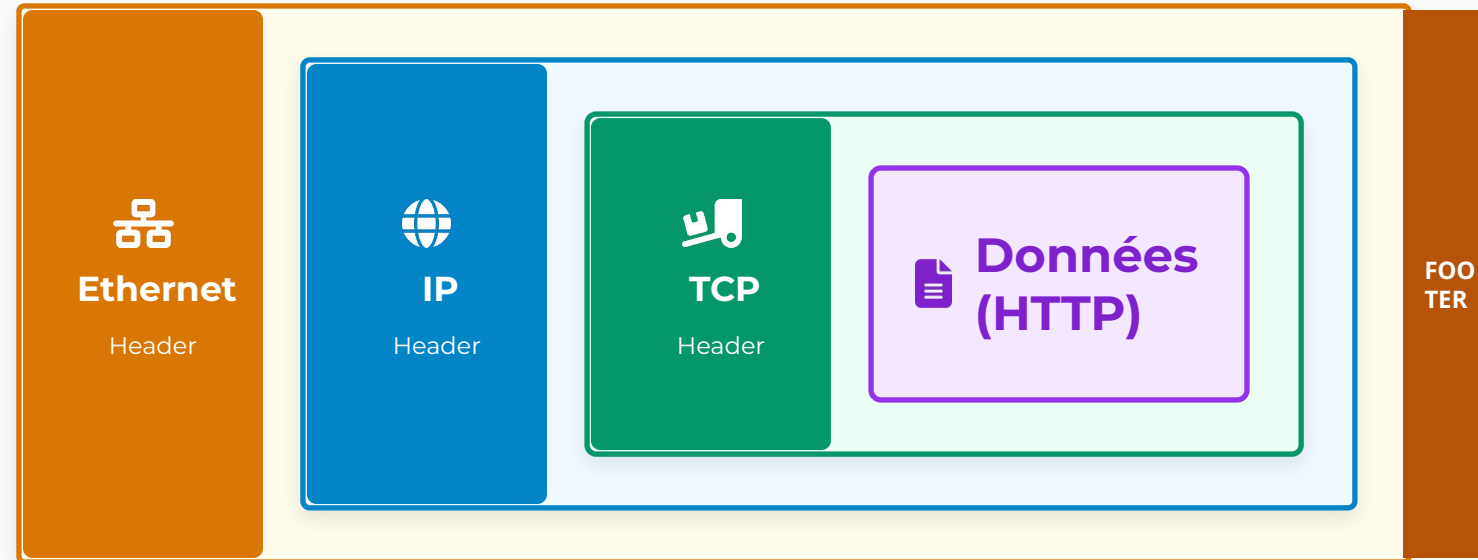 Ethernet
Header
IP
Header
TCP
Header
Données
(HTTP)
FOO
TER